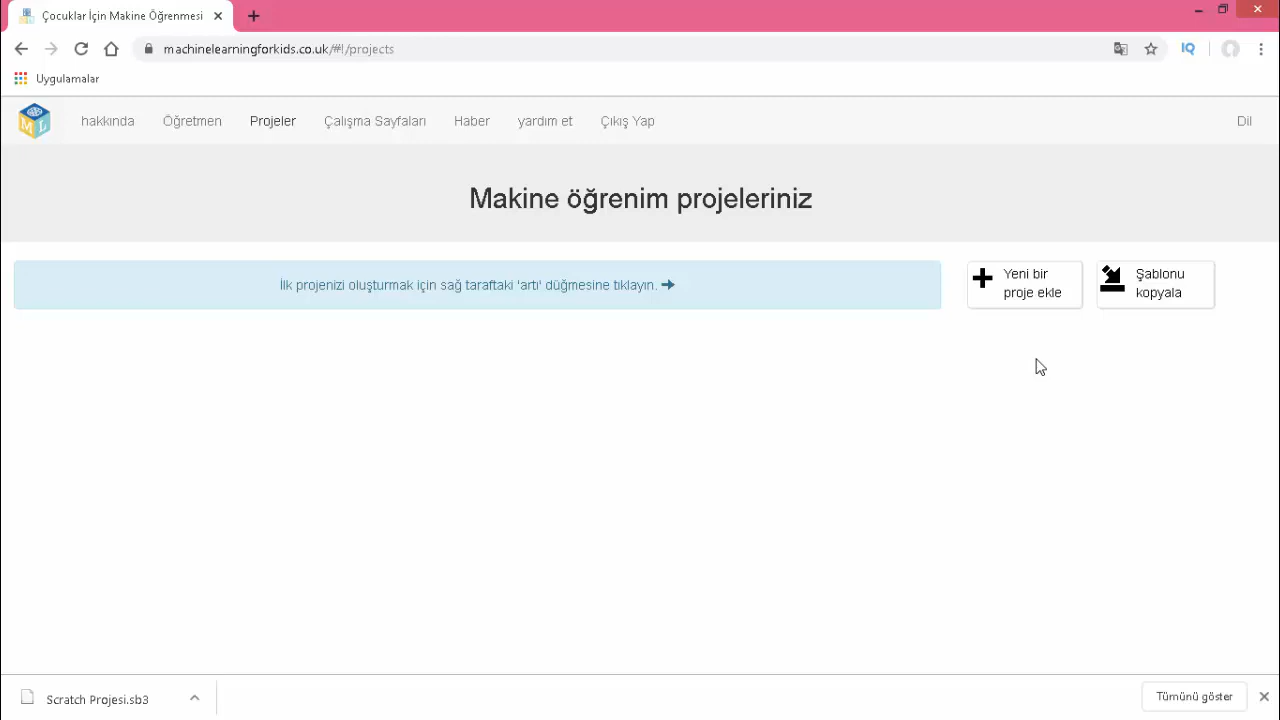 Çocuklar İçin Makine Öğrenmesi
machinelearningforkids.co.uk/#!/projects
IQ
Uygulamalar
ML
hakkında Öğretmen Projeler Çalışma Sayfaları Haber yardım et Çıkış Yap Dil
Makine öğrenim projeleriniz
İlk projenizi oluşturmak için sağ taraftaki 'artı' düğmesine tıklayın.
Yeni bir
proje ekle
Şablonu
kopyala
Scratch Projesi.sb3
Tümünü göster